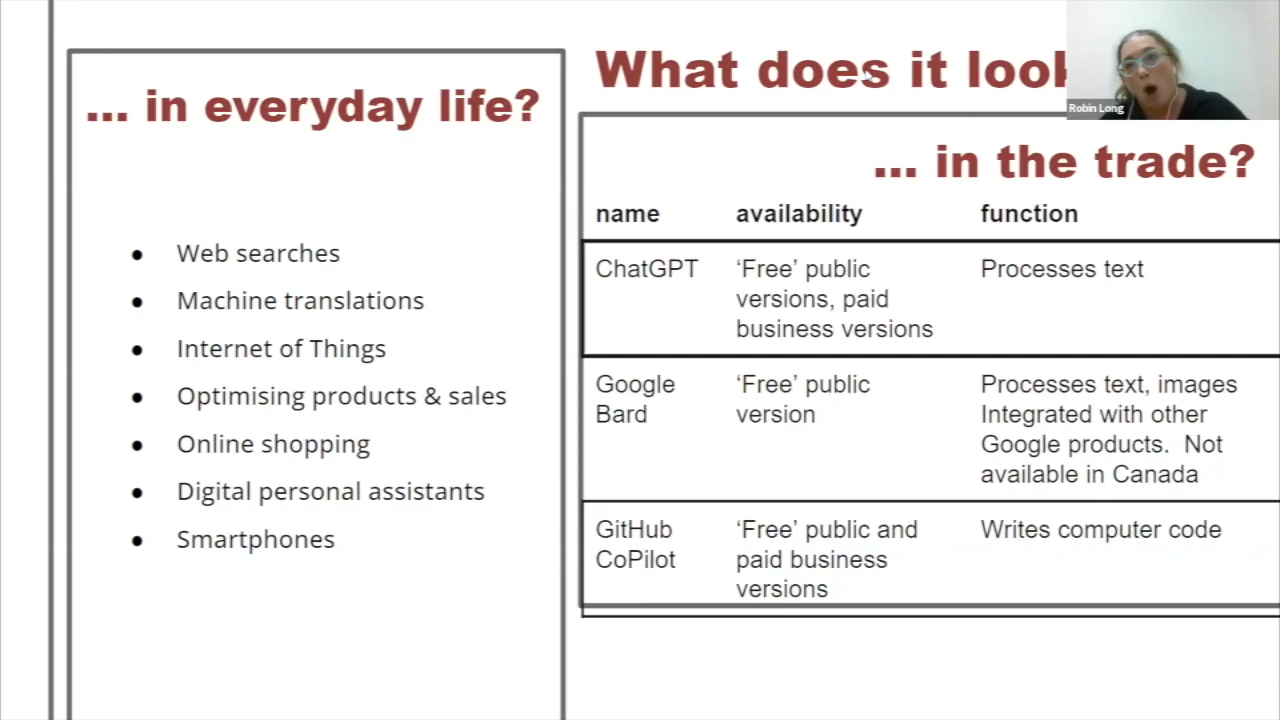 What does it look
Robin Long
... in everyday life?
Web searches
Machine translations
Internet of Things
Optimising products & sales
Online shopping
Digital personal assistants
Smartphones
... in the trade?
name availability function
ChatGPT ‘Free’ public Processes text
versions, paid
business versions
Google ‘Free’ public Processes text, images
Bard version Integrated with other
Google products. Not
available in Canada
GitHub ‘Free’ public and Writes computer code
CoPilot paid business
versions